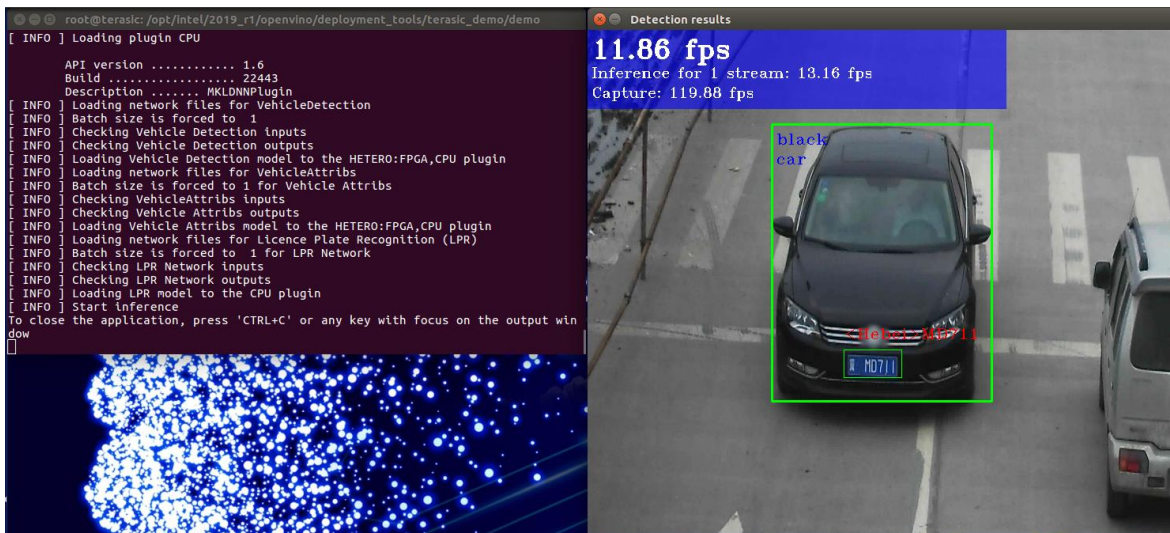 root@terasic: /opt/intel/2019_r1/openvino/deployment_tools/terasic_demo/demo
[ INFO ] Loading plugin CPU
API version ............ 1.6
Build .................. 22443
Description ....... MKLDNNPlugin
[ INFO ] Loading network files for VehicleDetection
[ INFO ] Batch size is forced to  1
[ INFO ] Checking Vehicle Detection inputs
[ INFO ] Checking Vehicle Detection outputs
[ INFO ] Loading Vehicle Detection model to the HETERO:FPGA,CPU plugin
[ INFO ] Loading network files for VehicleAttribs
[ INFO ] Batch size is forced to 1 for Vehicle Attribs
[ INFO ] Checking VehicleAttribs inputs
[ INFO ] Checking Vehicle Attribs outputs
[ INFO ] Loading Vehicle Attribs model to the HETERO:FPGA,CPU plugin
[ INFO ] Loading network files for Licence Plate Recognition (LPR)
[ INFO ] Batch size is forced to  1 for LPR Network
[ INFO ] Checking LPR Network inputs
[ INFO ] Checking LPR Network outputs
[ INFO ] Loading LPR model to the CPU plugin
[ INFO ] Start inference
To close the application, press 'CTRL+C' or any key with focus on the output win
dow
Detection results
11.86 fps
Inference for 1 stream: 13.16 fps
Capture: 119.88 fps
black
car
<Hebei>MD711
MD711